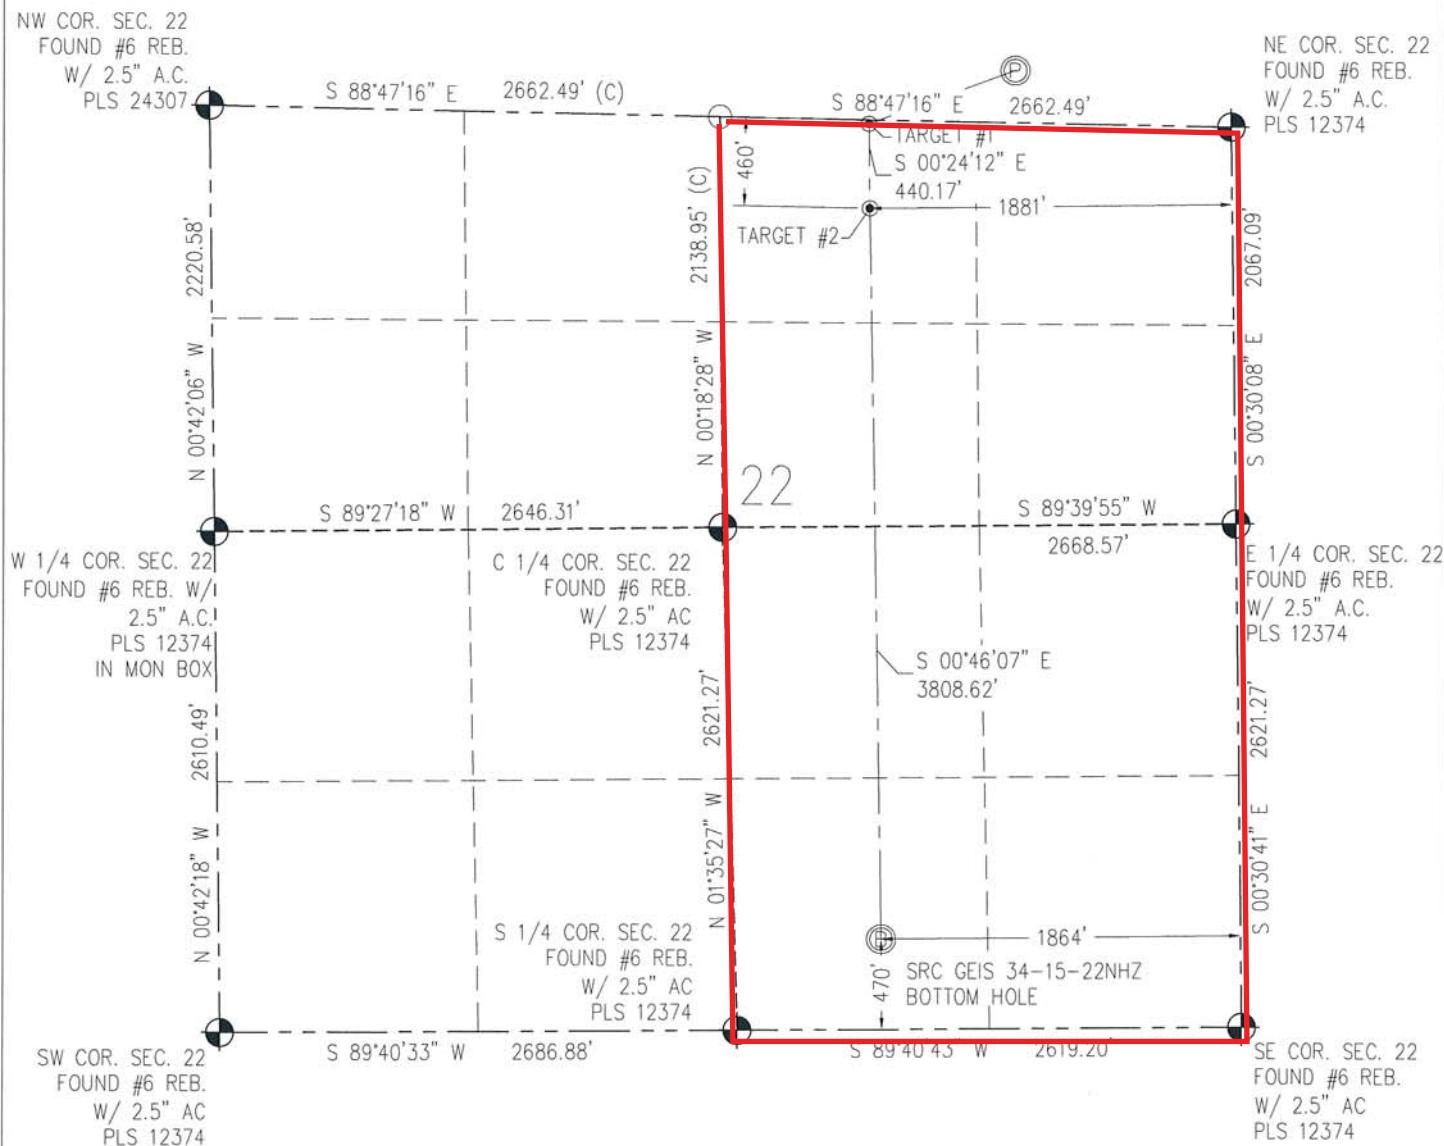 NW COR. SEC. 22
FOUND #6 REB.
W/ 2.5" A.C.
PLS 24307
S 88°47'16" E 2662.49' (C)
P
S 88°47'16" E 2662.49'
NE COR. SEC. 22
FOUND #6 REB.
W/ 2.5" A.C.
PLS 12374
TARGET #1
S 00°24'12" E
440.17'
460'
1881'
TARGET #2
2220.58'
N 00°42'06" W
2138.95' (C)
N 00°18'28" W
2067.09'
S 00°30'08" E
22
S 89°27'18" W 2646.31'
S 89°39'55" W
2668.57'
W 1/4 COR. SEC. 22
FOUND #6 REB. W/
2.5" A.C.
PLS 12374
IN MON BOX
C 1/4 COR. SEC. 22
FOUND #6 REB.
W/ 2.5" AC
PLS 12374
E 1/4 COR. SEC. 22
FOUND #6 REB.
W/ 2.5" A.C.
PLS 12374
S 00°46'07" E
3808.62'
2610.49'
N 00°42'18" W
2621.27'
N 01°35'27" W
2621.27'
S 00°30'41" E
S 1/4 COR. SEC. 22
FOUND #6 REB.
W/ 2.5" AC
PLS 12374
1864'
470'
SRC GEIS 34-15-22NHZ
BOTTOM HOLE
SW COR. SEC. 22
FOUND #6 REB.
W/ 2.5" AC
PLS 12374
S 89°40'33" W 2686.88'
S 89°40'43" W 2619.20'
SE COR. SEC. 22
FOUND #6 REB.
W/ 2.5" AC
PLS 12374